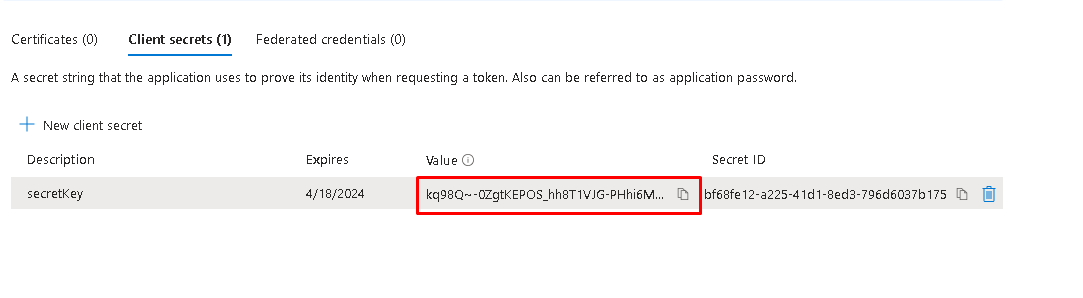 Certificates (0) Client secrets (1) Federated credentials (0)
A secret string that the application uses to prove its identity when requesting a token. Also can be referred to as application password.
New client secret
Description Expires Value Secret ID
secretKey 4/18/2024 kq98Q~-0ZgtKEPOS_hh8T1VJG-PHhi6M... bf68fe12-a225-41d1-8ed3-796d6037b175